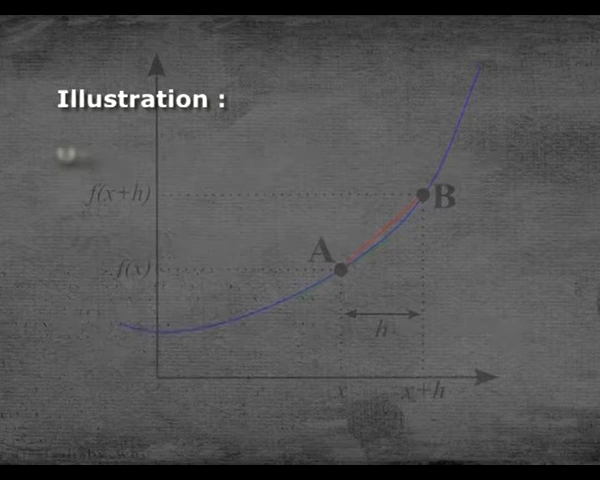 Illustration :
f(x+h)
B
A
f(x)
h
x
x+h